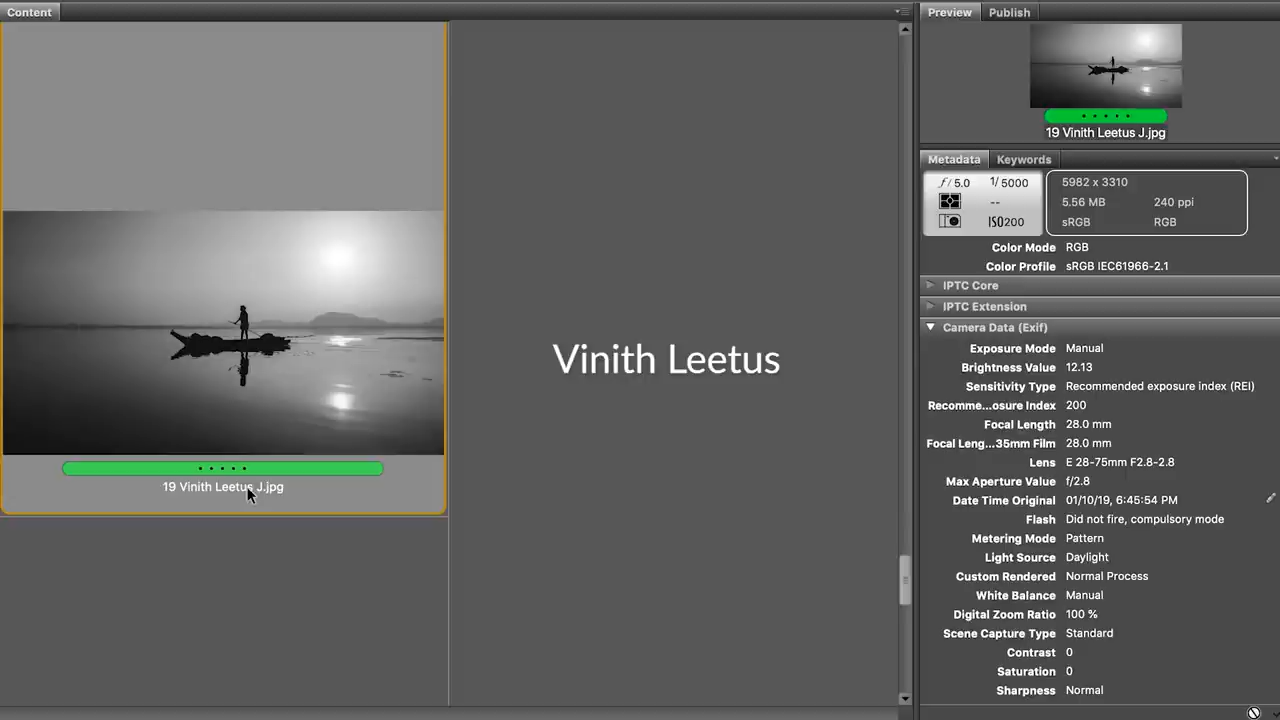 Content
19 Vinith Leetus J.jpg
Vinith Leetus
Preview Publish
19 Vinith Leetus J.jpg
Metadata Keywords
f/5.0 1/5000
--
ISO200
5982 x 3310
5.56 MB 240 ppi
sRGB RGB
Color Mode RGB
Color Profile sRGB IEC61966-2.1
IPTC Core
IPTC Extension
Camera Data (Exif)
Exposure Mode Manual
Brightness Value 12.13
Sensitivity Type Recommended exposure index (REI)
Recomme...osure Index 200
Focal Length 28.0 mm
Focal Leng...35mm Film 28.0 mm
Lens E 28-75mm F2.8-2.8
Max Aperture Value f/2.8
Date Time Original 01/10/19, 6:45:54 PM
Flash Did not fire, compulsory mode
Metering Mode Pattern
Light Source Daylight
Custom Rendered Normal Process
White Balance Manual
Digital Zoom Ratio 100 %
Scene Capture Type Standard
Contrast 0
Saturation 0
Sharpness Normal